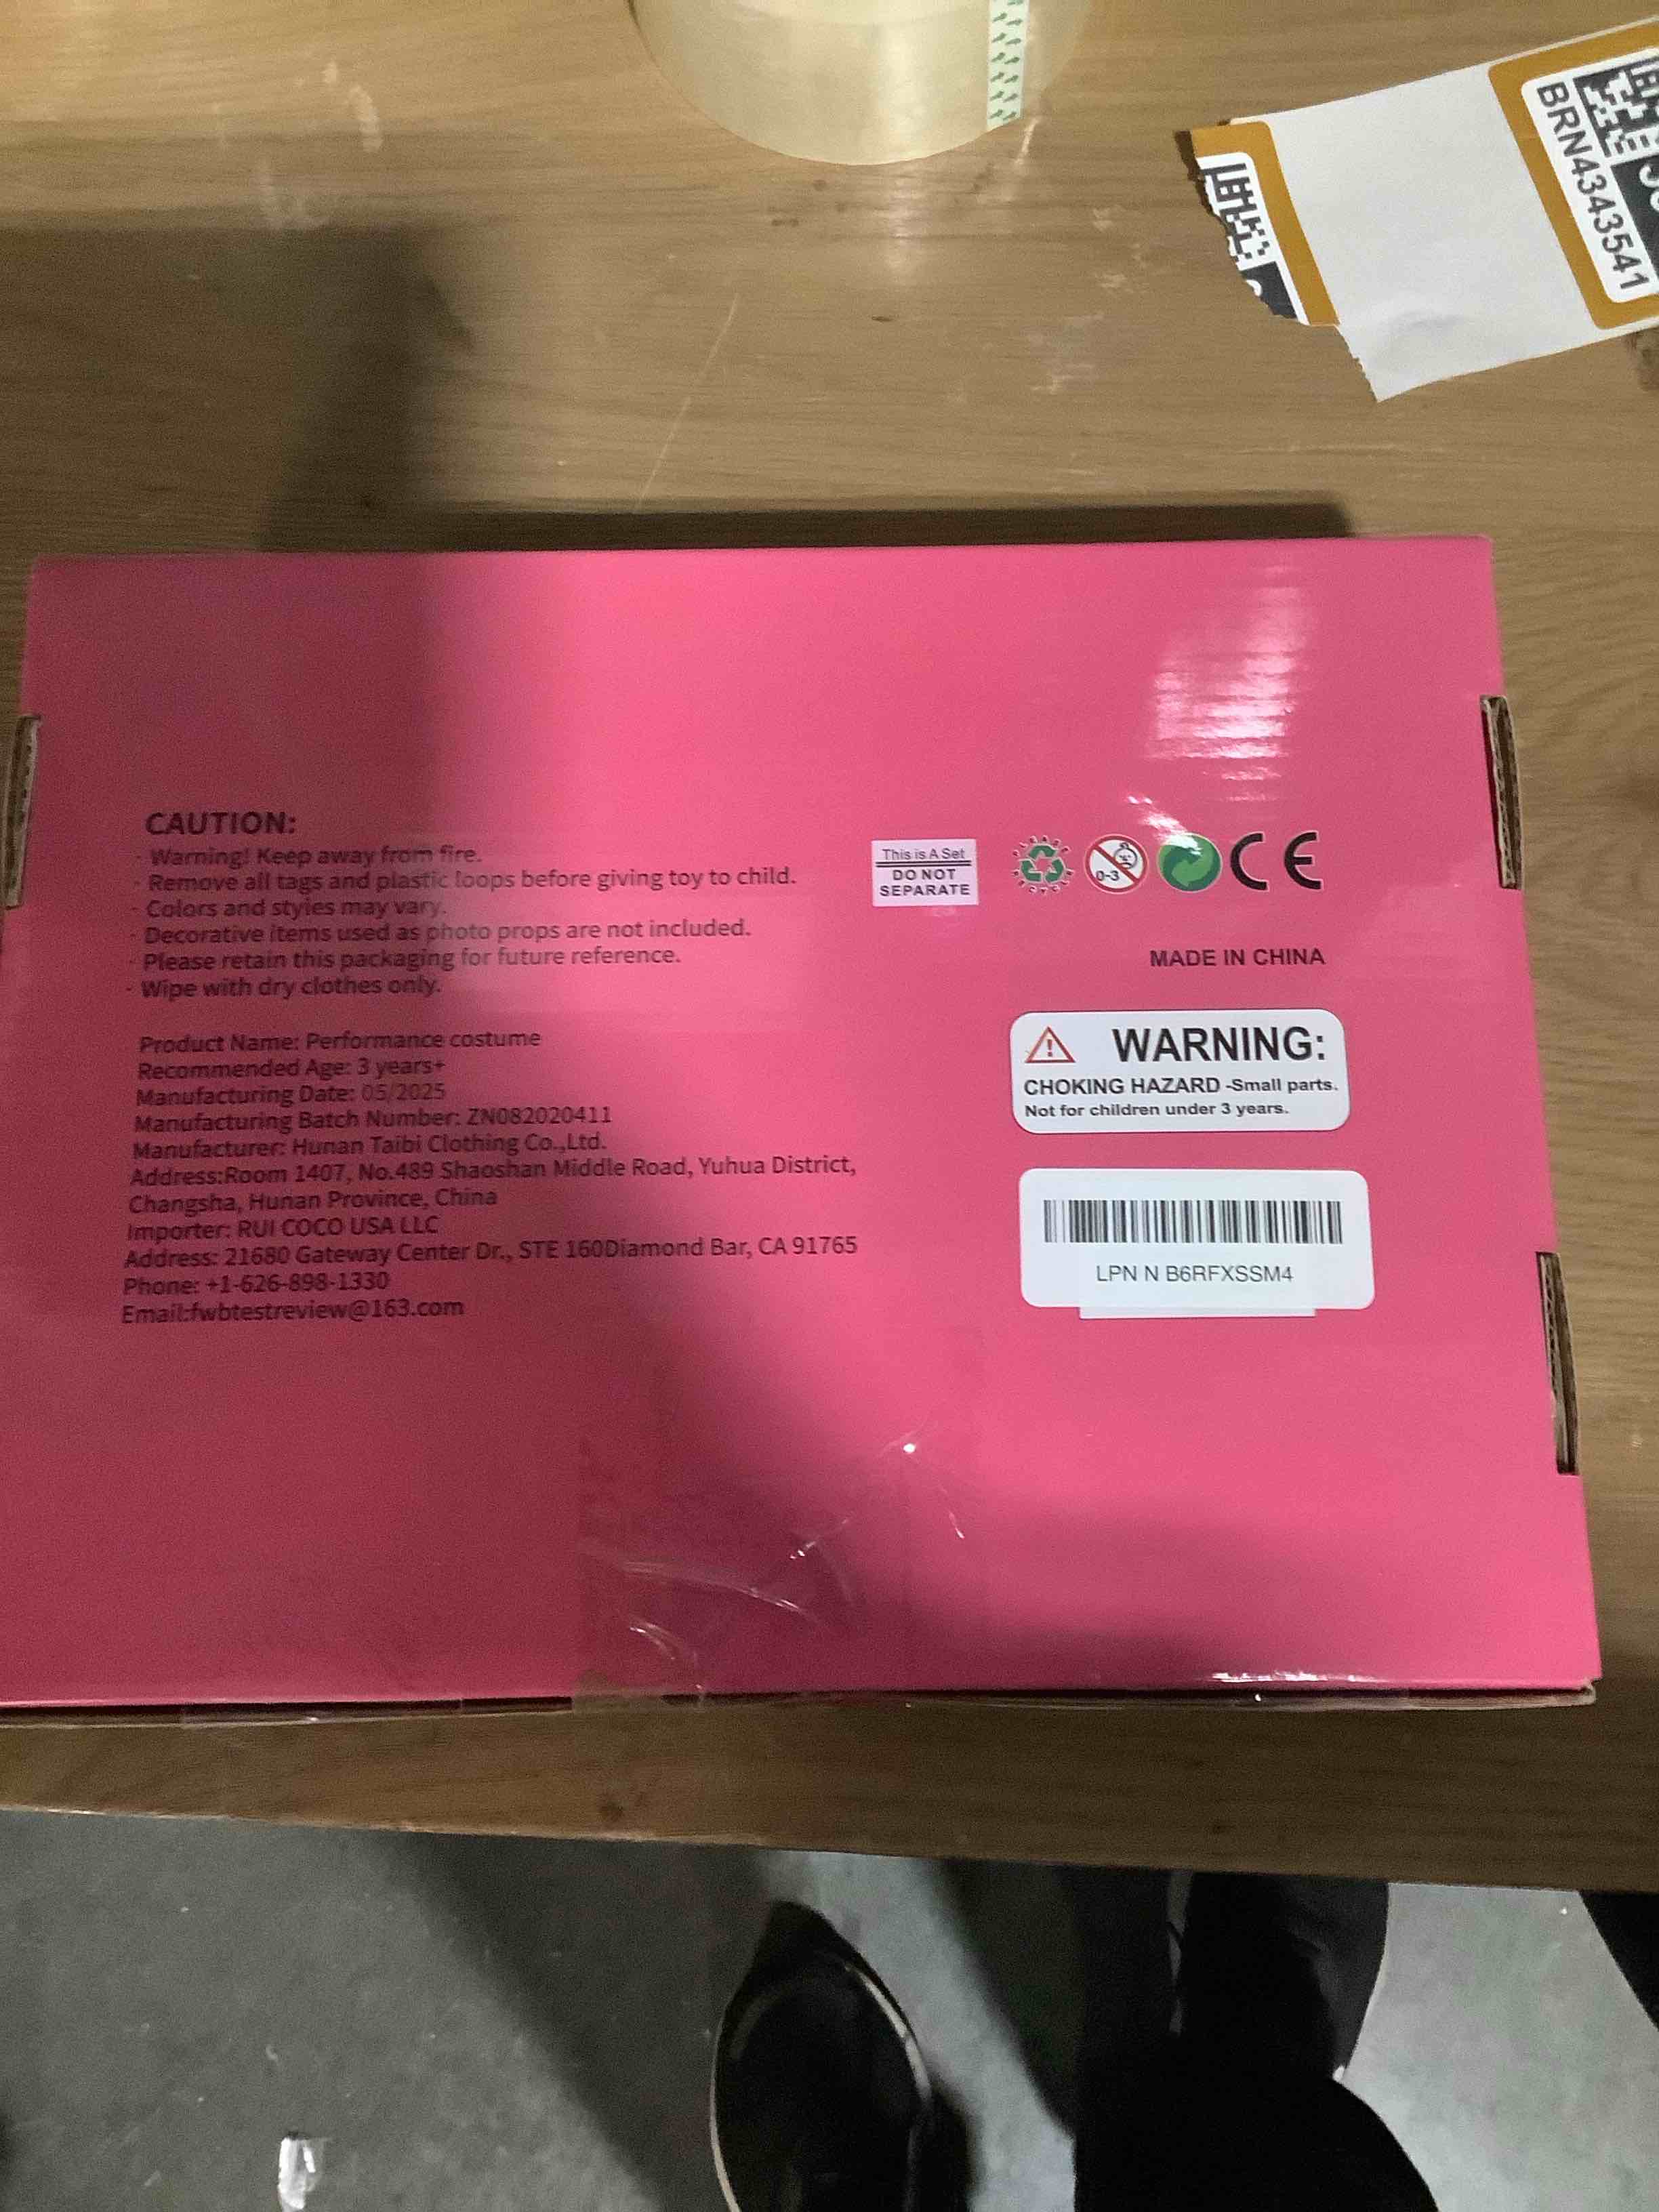 BRN4343541
CAUTION:
· Warning! Keep away from fire.
· Remove all tags and plastic loops before giving toy to child.
· Colors and styles may vary.
· Decorative items used as photo props are not included.
· Please retain this packaging for future reference.
· Wipe with dry clothes only.
Product Name: Performance costume
Recommended Age: 3 years+
Manufacturing Date: 05/2025
Manufacturing Batch Number: ZN082020411
Manufacturer: Hunan Taibi Clothing Co.,Ltd.
Address:Room 1407, No.489 Shaoshan Middle Road, Yuhua District,
Changsha, Hunan Province, China
Importer: RUI COCO USA LLC
Address: 21680 Gateway Center Dr., STE 160Diamond Bar, CA 91765
Phone: +1-626-898-1330
Email:fwbtestreview@163.com
This is A Set
DO NOT
SEPARATE
PLEASE RECYCLE
0-3
CE
MADE IN CHINA
WARNING:
CHOKING HAZARD -Small parts.
Not for children under 3 years.
LPN N B6RFXSSM4